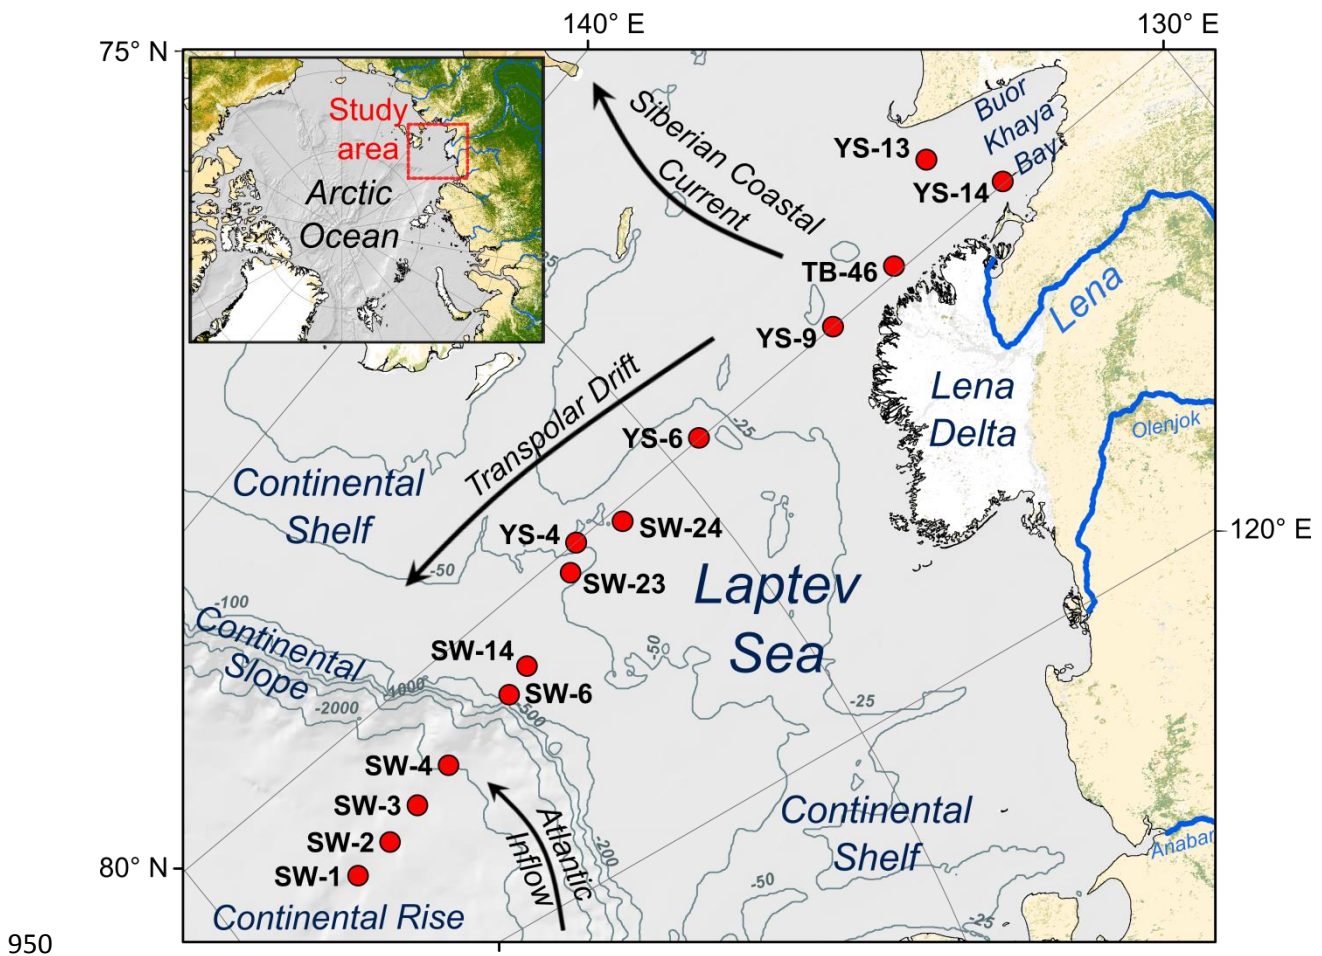 140° E
130° E
75° N
Study
area
Arctic
Ocean
Siberian Coastal
Current
Buor
Khaya
Bay
YS-13
YS-14
TB-46
YS-9
Lena
Lena
Delta
Olenjok
25
Transpolar Drift
YS-6
-25
Continental
Shelf
YS-4
SW-24
SW-23
-50
120° E
Laptev
Sea
-100
Continental
Slope
SW-14
SW-6
-50
-1000
-2000
-500
-25
SW-4
SW-3
SW-2
SW-1
Atlantic
Inflow
-200
Continental
Shelf
Anabar
80° N
Continental Rise
-50
-25
950